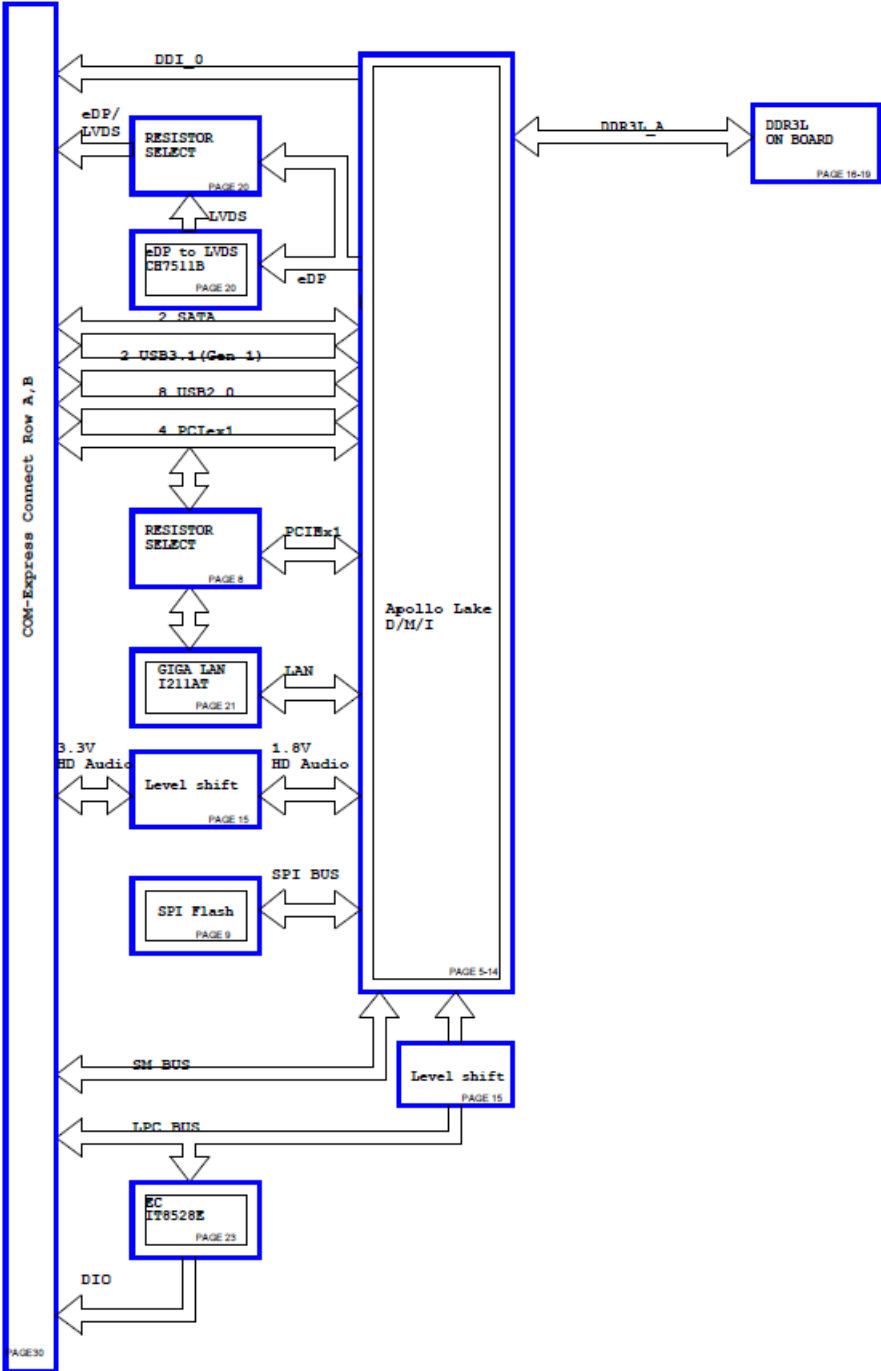 DDI_0
eDP/
LVDS
RESISTOR
SELECT
PAGE 20
DDR3L_A
DDR3L
ON BOARD
PAGE 16-19
LVDS
eDP to LVDS
CH7511B
PAGE 20
eDP
2 SATA
2 USB3.1(Gen 1)
8 USB2.0
4 PCIex1
COM-Express Connect Row A,B
RESISTOR
SELECT
PAGE 8
PCIEx1
Apollo Lake
D/M/I
GIGA LAN
I211AT
PAGE 21
LAN
3.3V
HD Audio
1.8V
HD Audio
Level shift
PAGE 15
SPI BUS
SPI Flash
PAGE 9
PAGE 5-14
SM BUS
Level shift
PAGE 15
LPC BUS
EC
IT8528E
PAGE 23
DIO
PAGE30